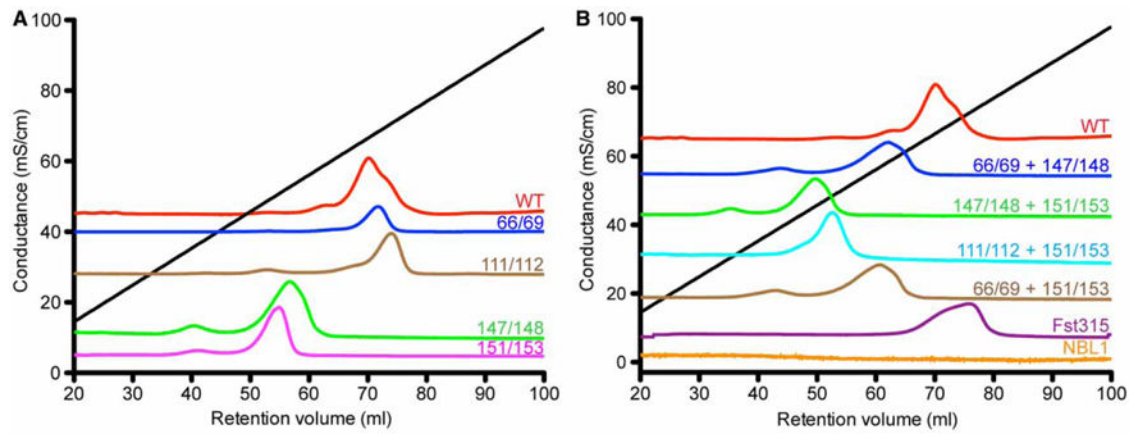 A
100
80
60
40
20
0
Conductance (mS/cm)
WT
66/69
111/112
147/148
151/153
20 30 40 50 60 70 80 90 100
Retention volume (ml)
B
100
80
60
40
20
0
Conductance (mS/cm)
WT
66/69 + 147/148
147/148 + 151/153
111/112 + 151/153
66/69 + 151/153
Fst315
NBL1
20 30 40 50 60 70 80 90 100
Retention volume (ml)